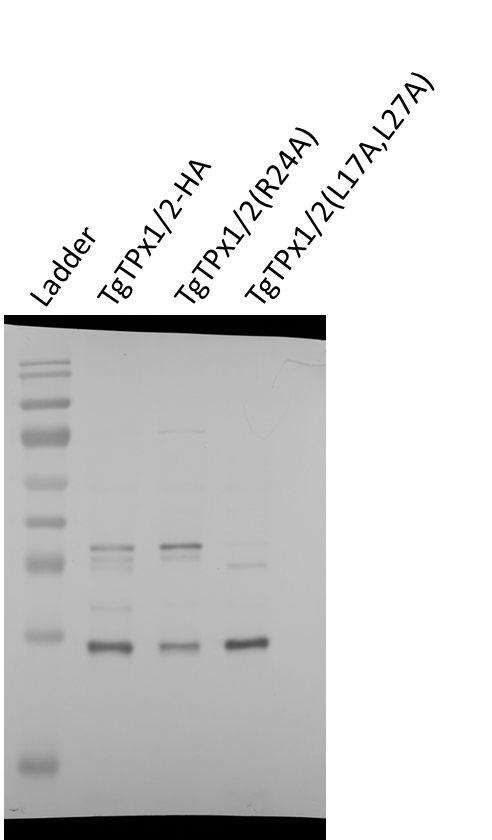 Ladder
TgTPx1/2-HA
TgTPx1/2(R24A)
TgTPx1/2(L17A,L27A)